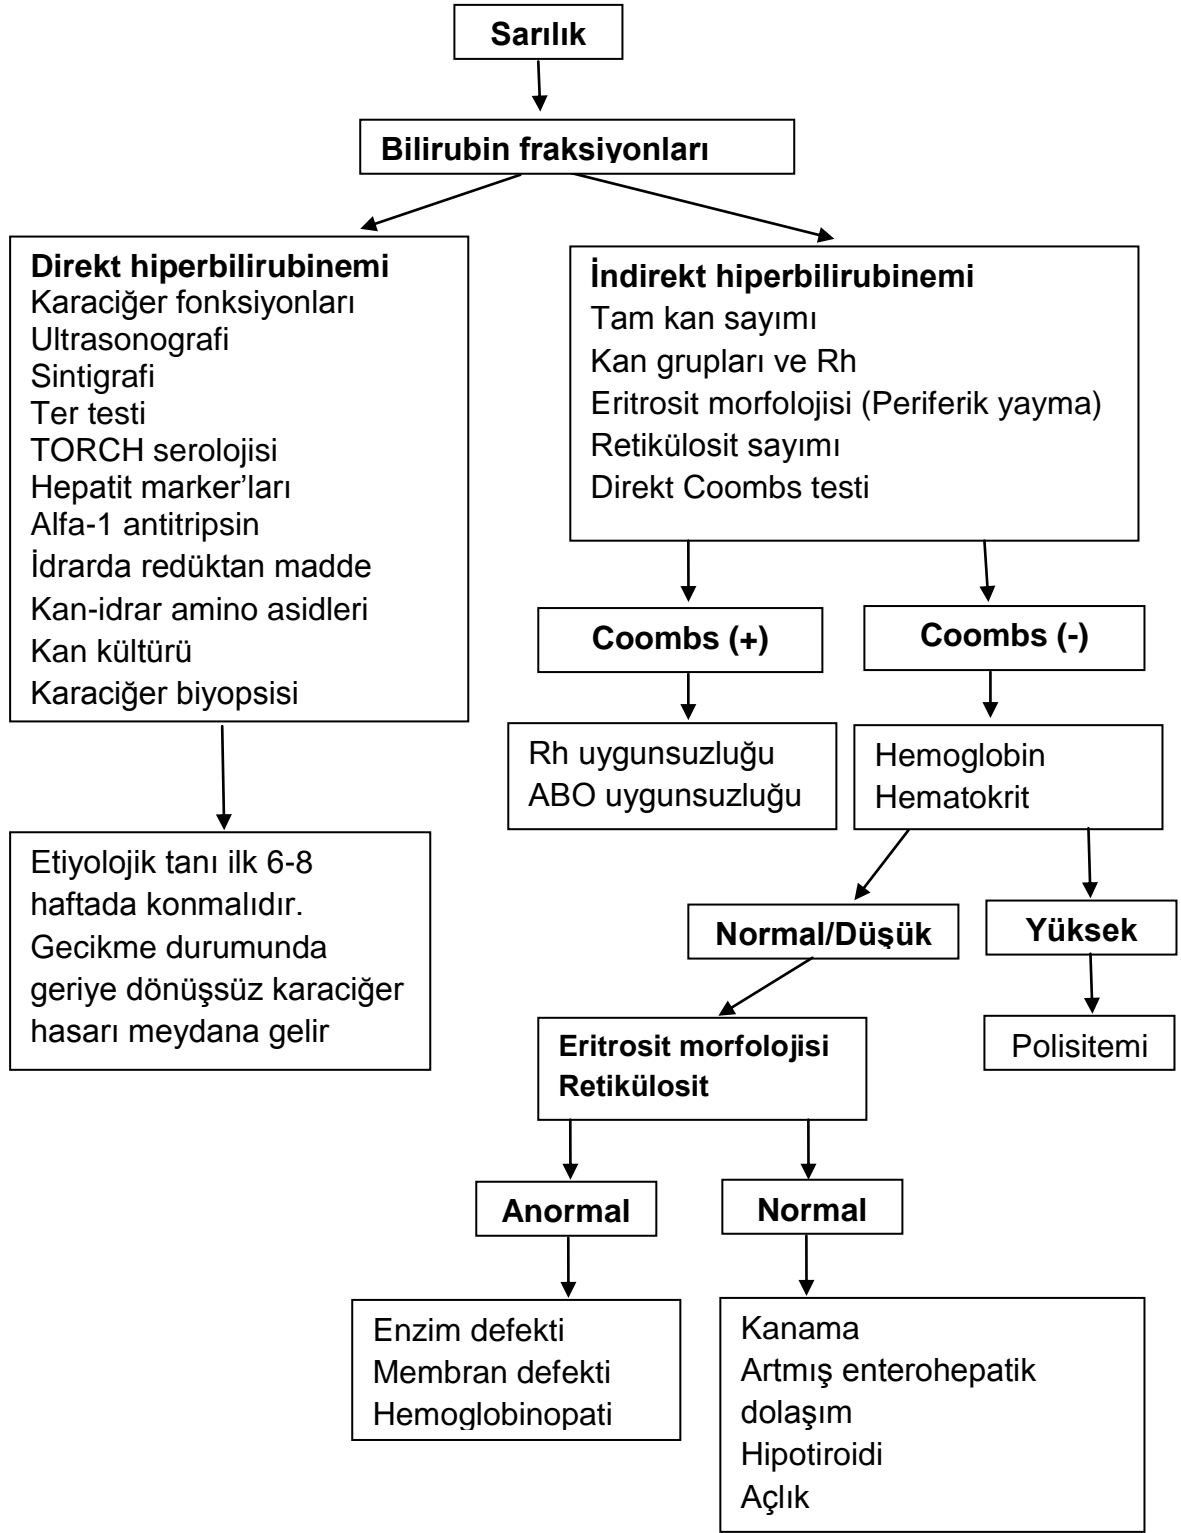 Sarılık
Bilirubin fraksiyonları
Direkt hiperbilirubinemi
Karaciğer fonksiyonları
Ultrasonografi
Sintigrafi
Ter testi
TORCH serolojisi
Hepatit marker’ları
Alfa-1 antitripsin
İdrarda redüktan madde
Kan-idrar amino asidleri
Kan kültürü
Karaciğer biyopsisi
İndirekt hiperbilirubinemi
Tam kan sayımı
Kan grupları ve Rh
Eritrosit morfolojisi (Periferik yayma)
Retikülosit sayımı
Direkt Coombs testi
Coombs (+)
Coombs (-)
Rh uygunsuzluğu
ABO uygunsuzluğu
Hemoglobin
Hematokrit
Etiyolojik tanı ilk 6-8
haftada konmalıdır.
Gecikme durumunda
geriye dönüşsüz karaciğer
hasarı meydana gelir
Normal/Düşük
Yüksek
Eritrosit morfolojisi
Retikülosit
Polisitemi
Anormal
Normal
Enzim defekti
Membran defekti
Hemoglobinopati
Kanama
Artmış enterohepatik
dolaşım
Hipotiroidi
Açlık